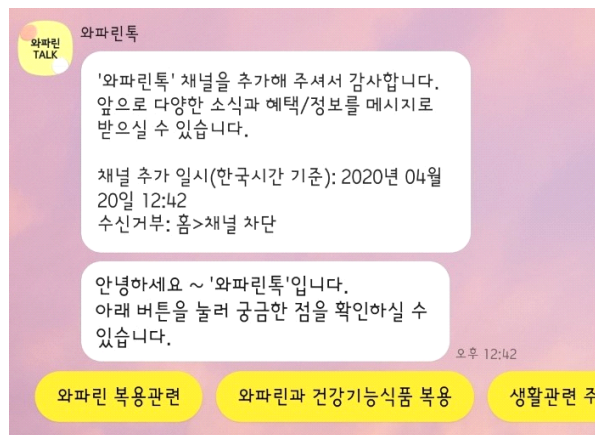 와파린
TALK
와파린톡
'와파린톡' 채널을 추가해 주셔서 감사합니다.
앞으로 다양한 소식과 혜택/정보를 메시지로
받으실 수 있습니다.
채널 추가 일시(한국시간 기준): 2020년 04월
20일 12:42
수신거부: 홈>채널 차단
안녕하세요 ~ '와파린톡'입니다.
아래 버튼을 눌러 궁금한 점을 확인하실 수
있습니다.
오후 12:42
와파린 복용관련
와파린과 건강기능식품 복용
생활관련